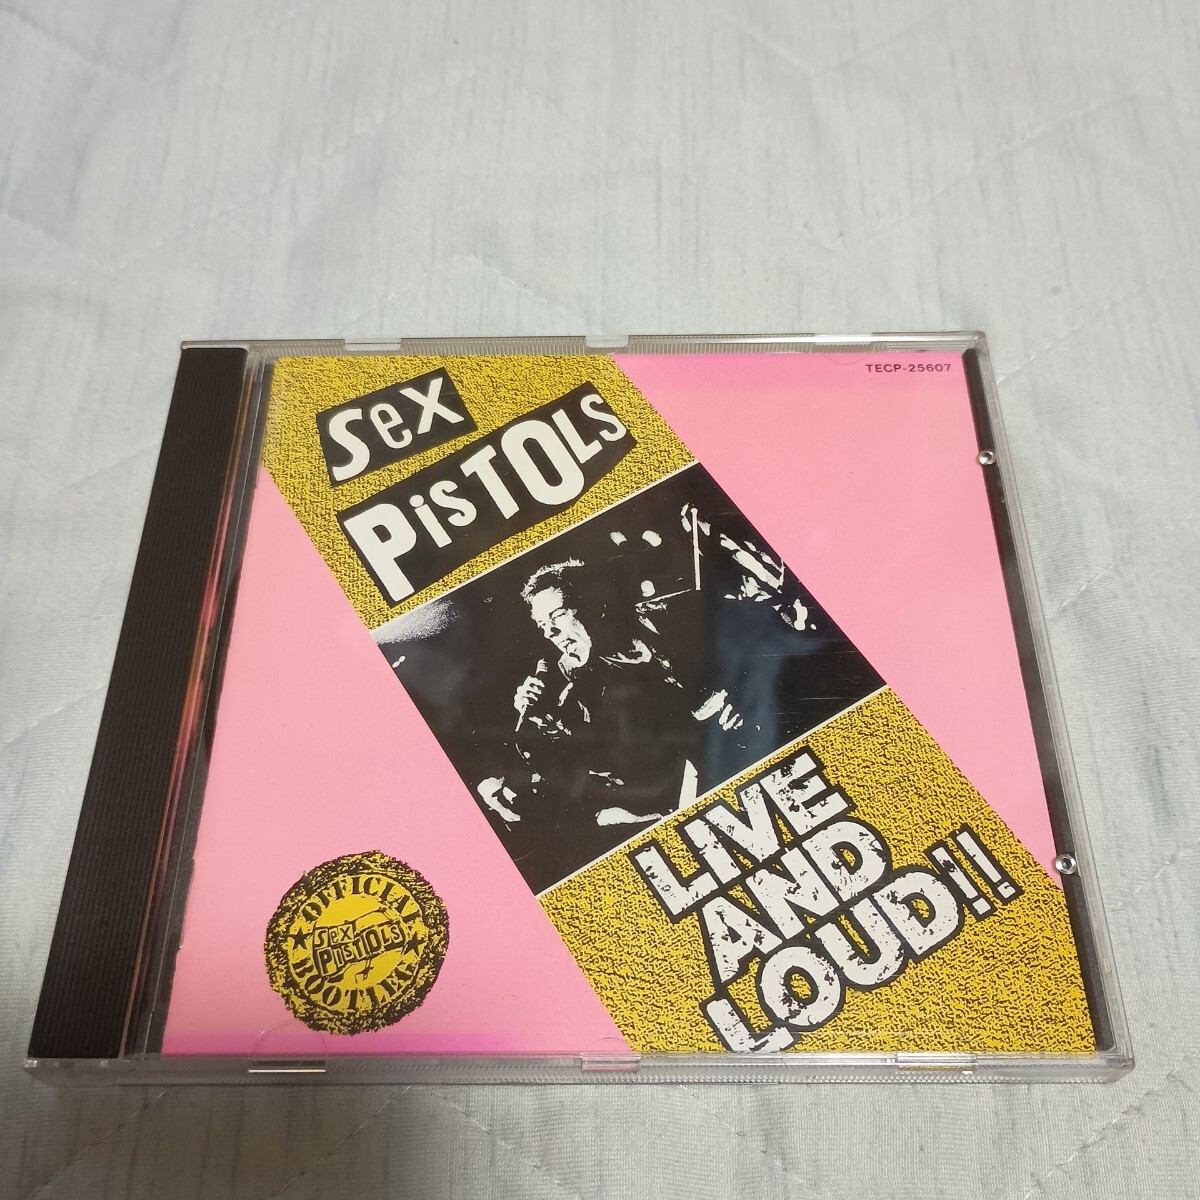 TECP-25607
Sex
PisTOLS
LIVE
AND
LOUD!!
OFFICIAL
Sex
PISTOLS
BOOTLEG